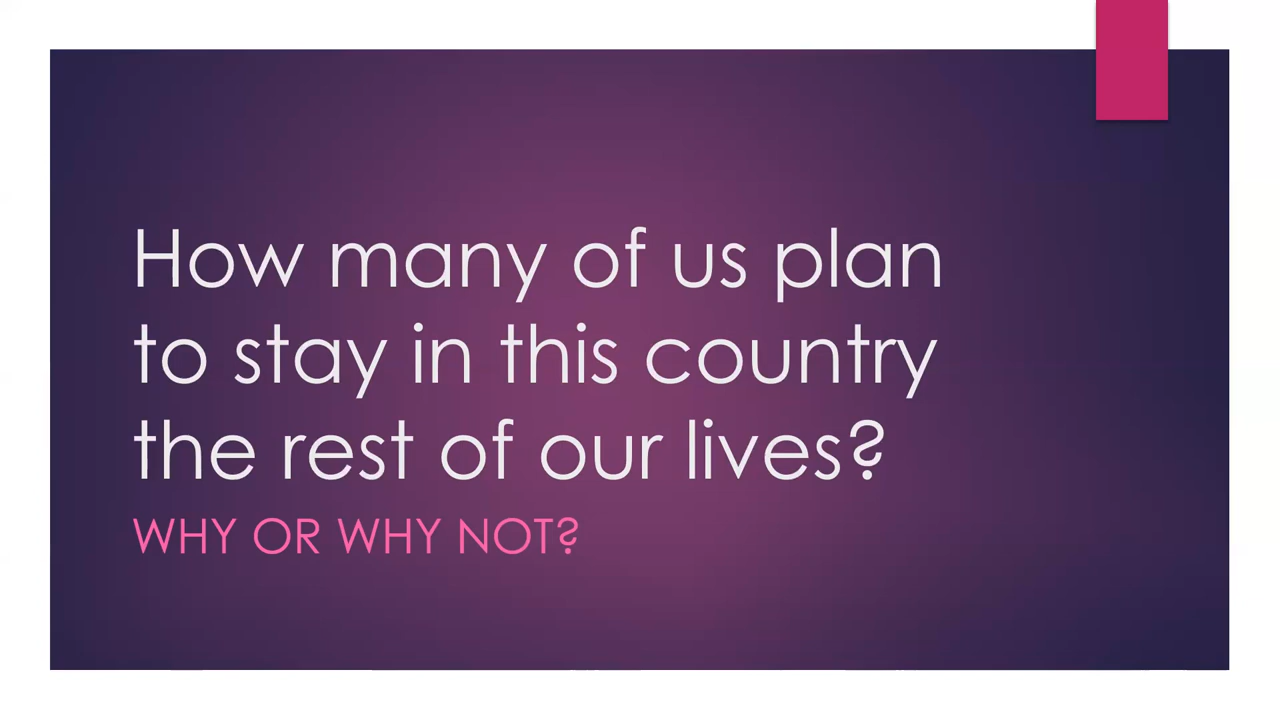 How many of us plan
to stay in this country
the rest of our lives?
WHY OR WHY NOT?